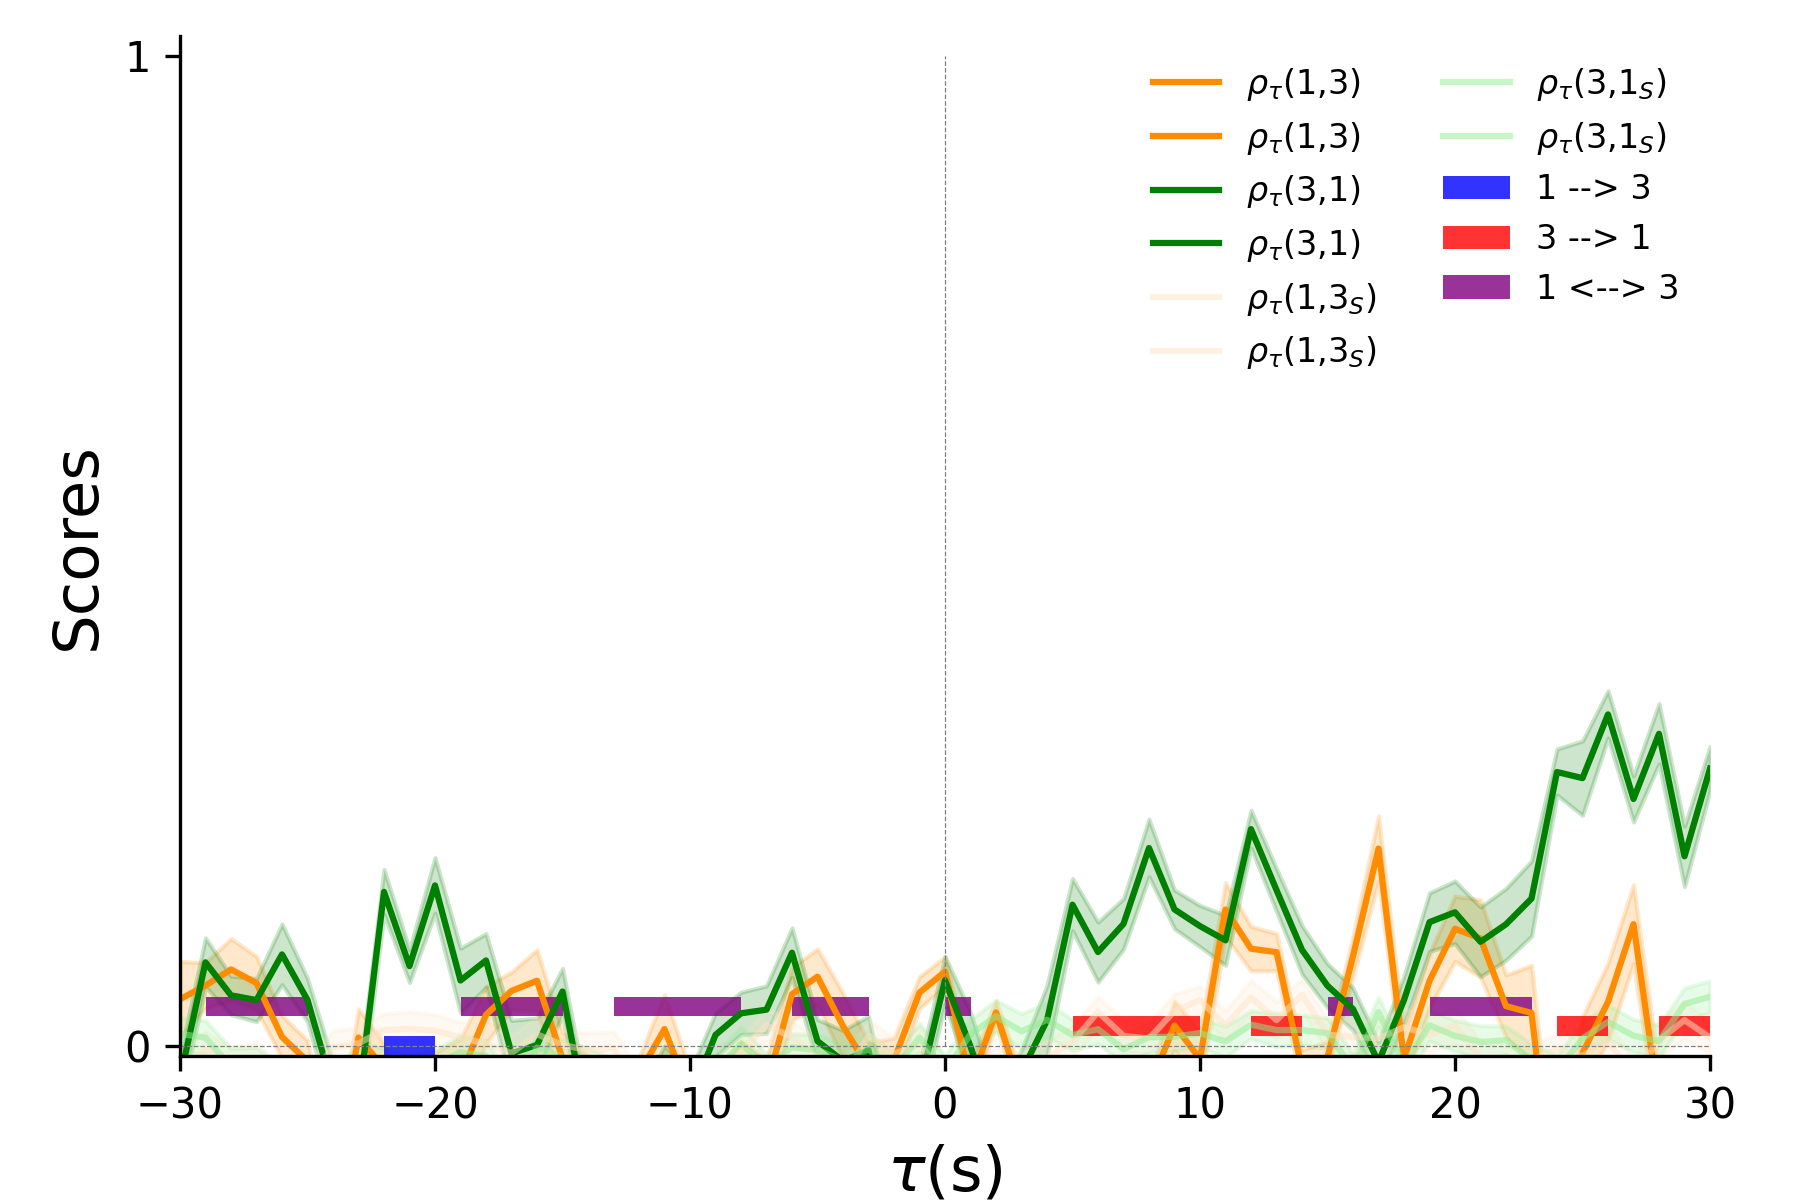 1
ρτ(1,3)
ρτ(1,3)
ρτ(3,1)
ρτ(3,1)
ρτ(1,3S)
ρτ(1,3S)
ρτ(3,1S)
ρτ(3,1S)
1 --> 3
3 --> 1
1 <--> 3
Scores
0
−30 −20 −10 0 10 20 30
τ(s)